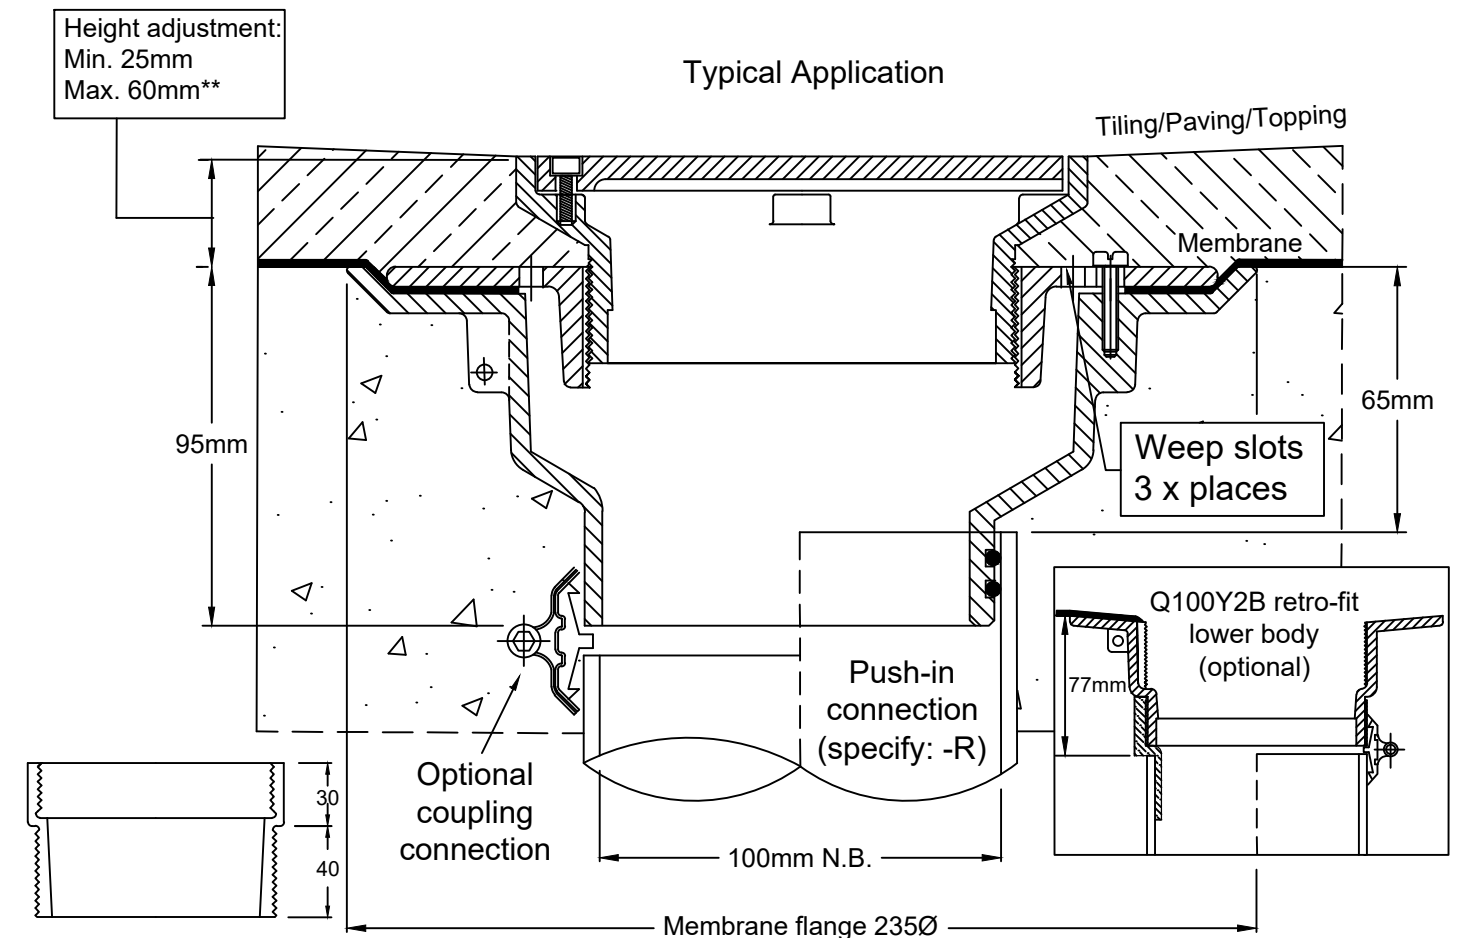 Height adjustment:
Min. 25mm
Max. 60mm**
Typical Application
Tiling/Paving/Topping
Membrane
95mm
65mm
Weep slots
3 x places
Q100Y2B retro-fit
lower body
(optional)
77mm
Push-in
connection
(specify: -R)
Optional
coupling
connection
30
40
100mm N.B.
Membrane flange 235Ø